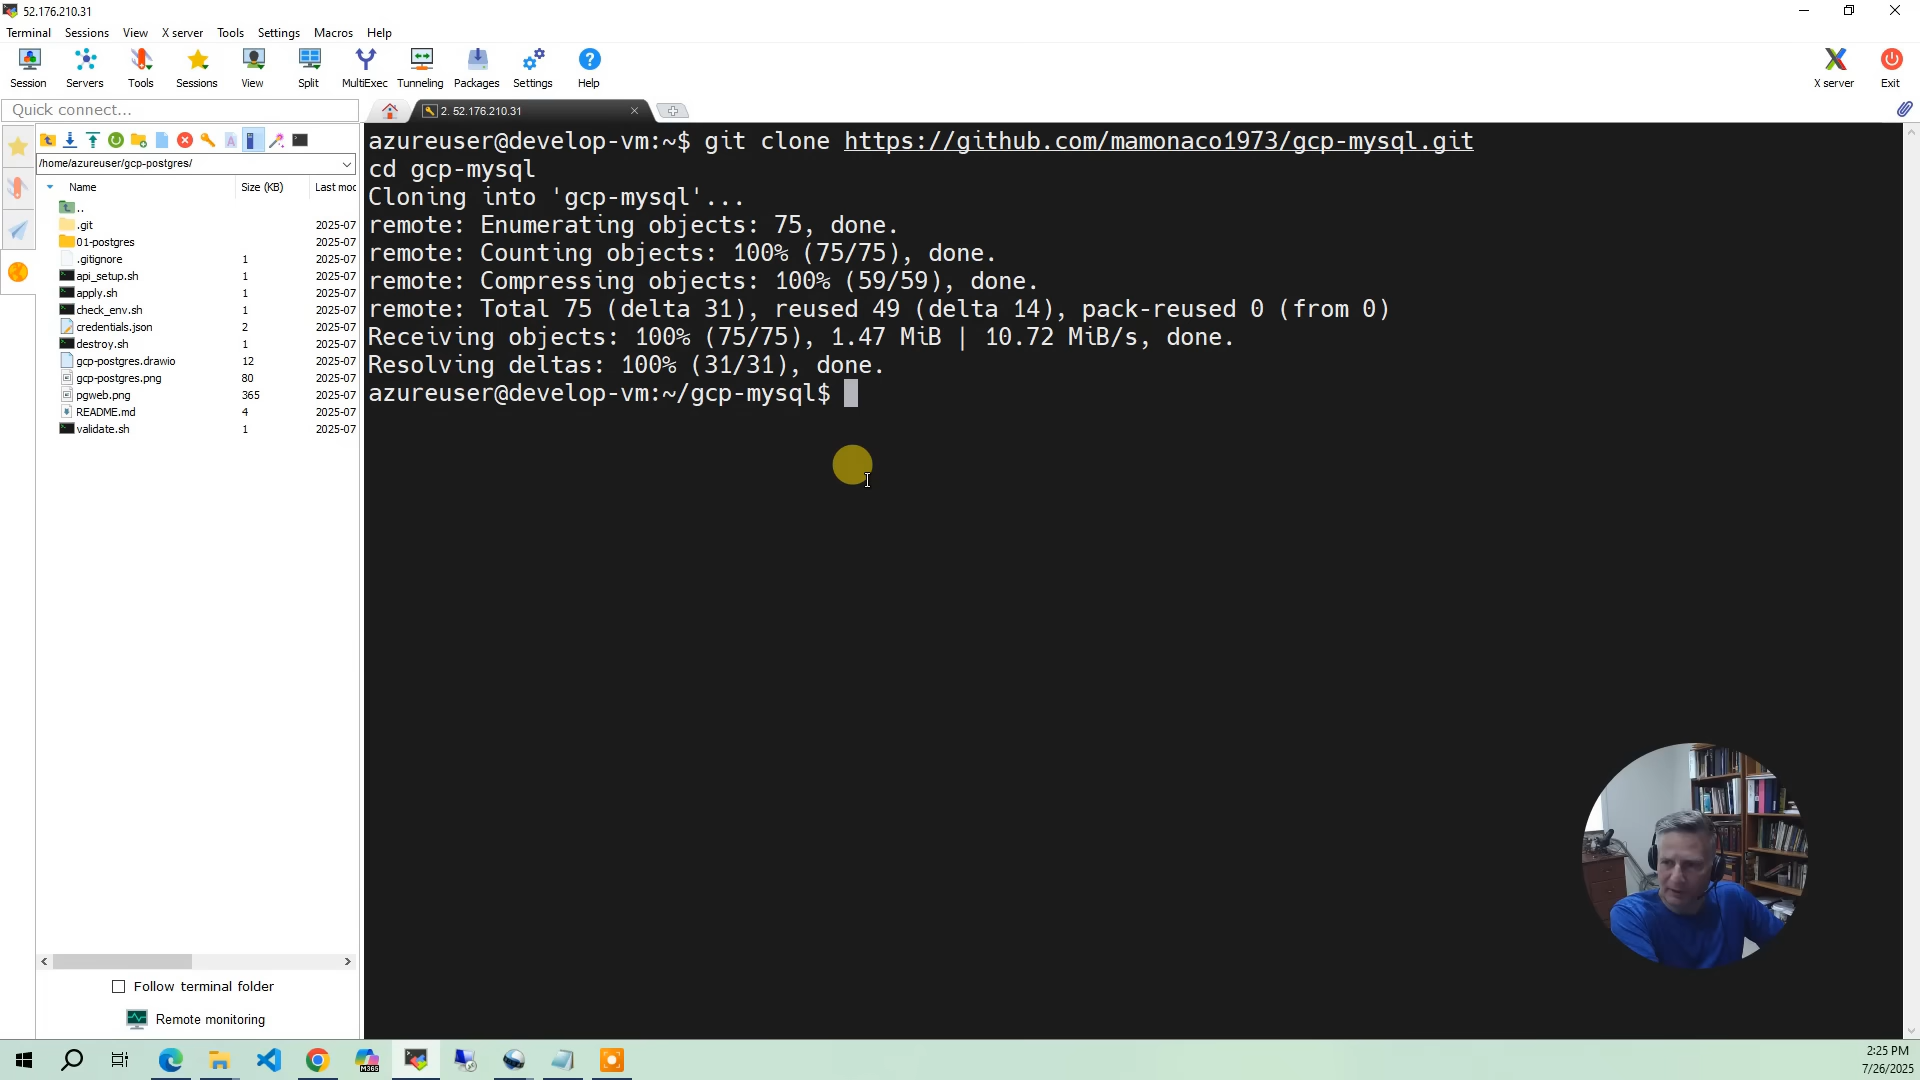 52.176.210.31
Terminal Sessions View X server Tools Settings Macros Help
Session Servers Tools Sessions View Split MultiExec Tunneling Packages Settings Help X server Exit
Quick connect...
2. 52.176.210.31
/home/azureuser/gcp-postgres/
Name Size (KB) Last moc
..
.git 2025-07
01-postgres 2025-07
.gitignore 1 2025-07
api_setup.sh 1 2025-07
apply.sh 1 2025-07
check_env.sh 1 2025-07
credentials.json 2 2025-07
destroy.sh 1 2025-07
gcp-postgres.drawio 12 2025-07
gcp-postgres.png 80 2025-07
pgweb.png 365 2025-07
README.md 4 2025-07
validate.sh 1 2025-07
Follow terminal folder
Remote monitoring
azureuser@develop-vm:~$ git clone https://github.com/mamonaco1973/gcp-mysql.git
cd gcp-mysql
Cloning into 'gcp-mysql'...
remote: Enumerating objects: 75, done.
remote: Counting objects: 100% (75/75), done.
remote: Compressing objects: 100% (59/59), done.
remote: Total 75 (delta 31), reused 49 (delta 14), pack-reused 0 (from 0)
Receiving objects: 100% (75/75), 1.47 MiB | 10.72 MiB/s, done.
Resolving deltas: 100% (31/31), done.
azureuser@develop-vm:~/gcp-mysql$
M365
2:25 PM
7/26/2025